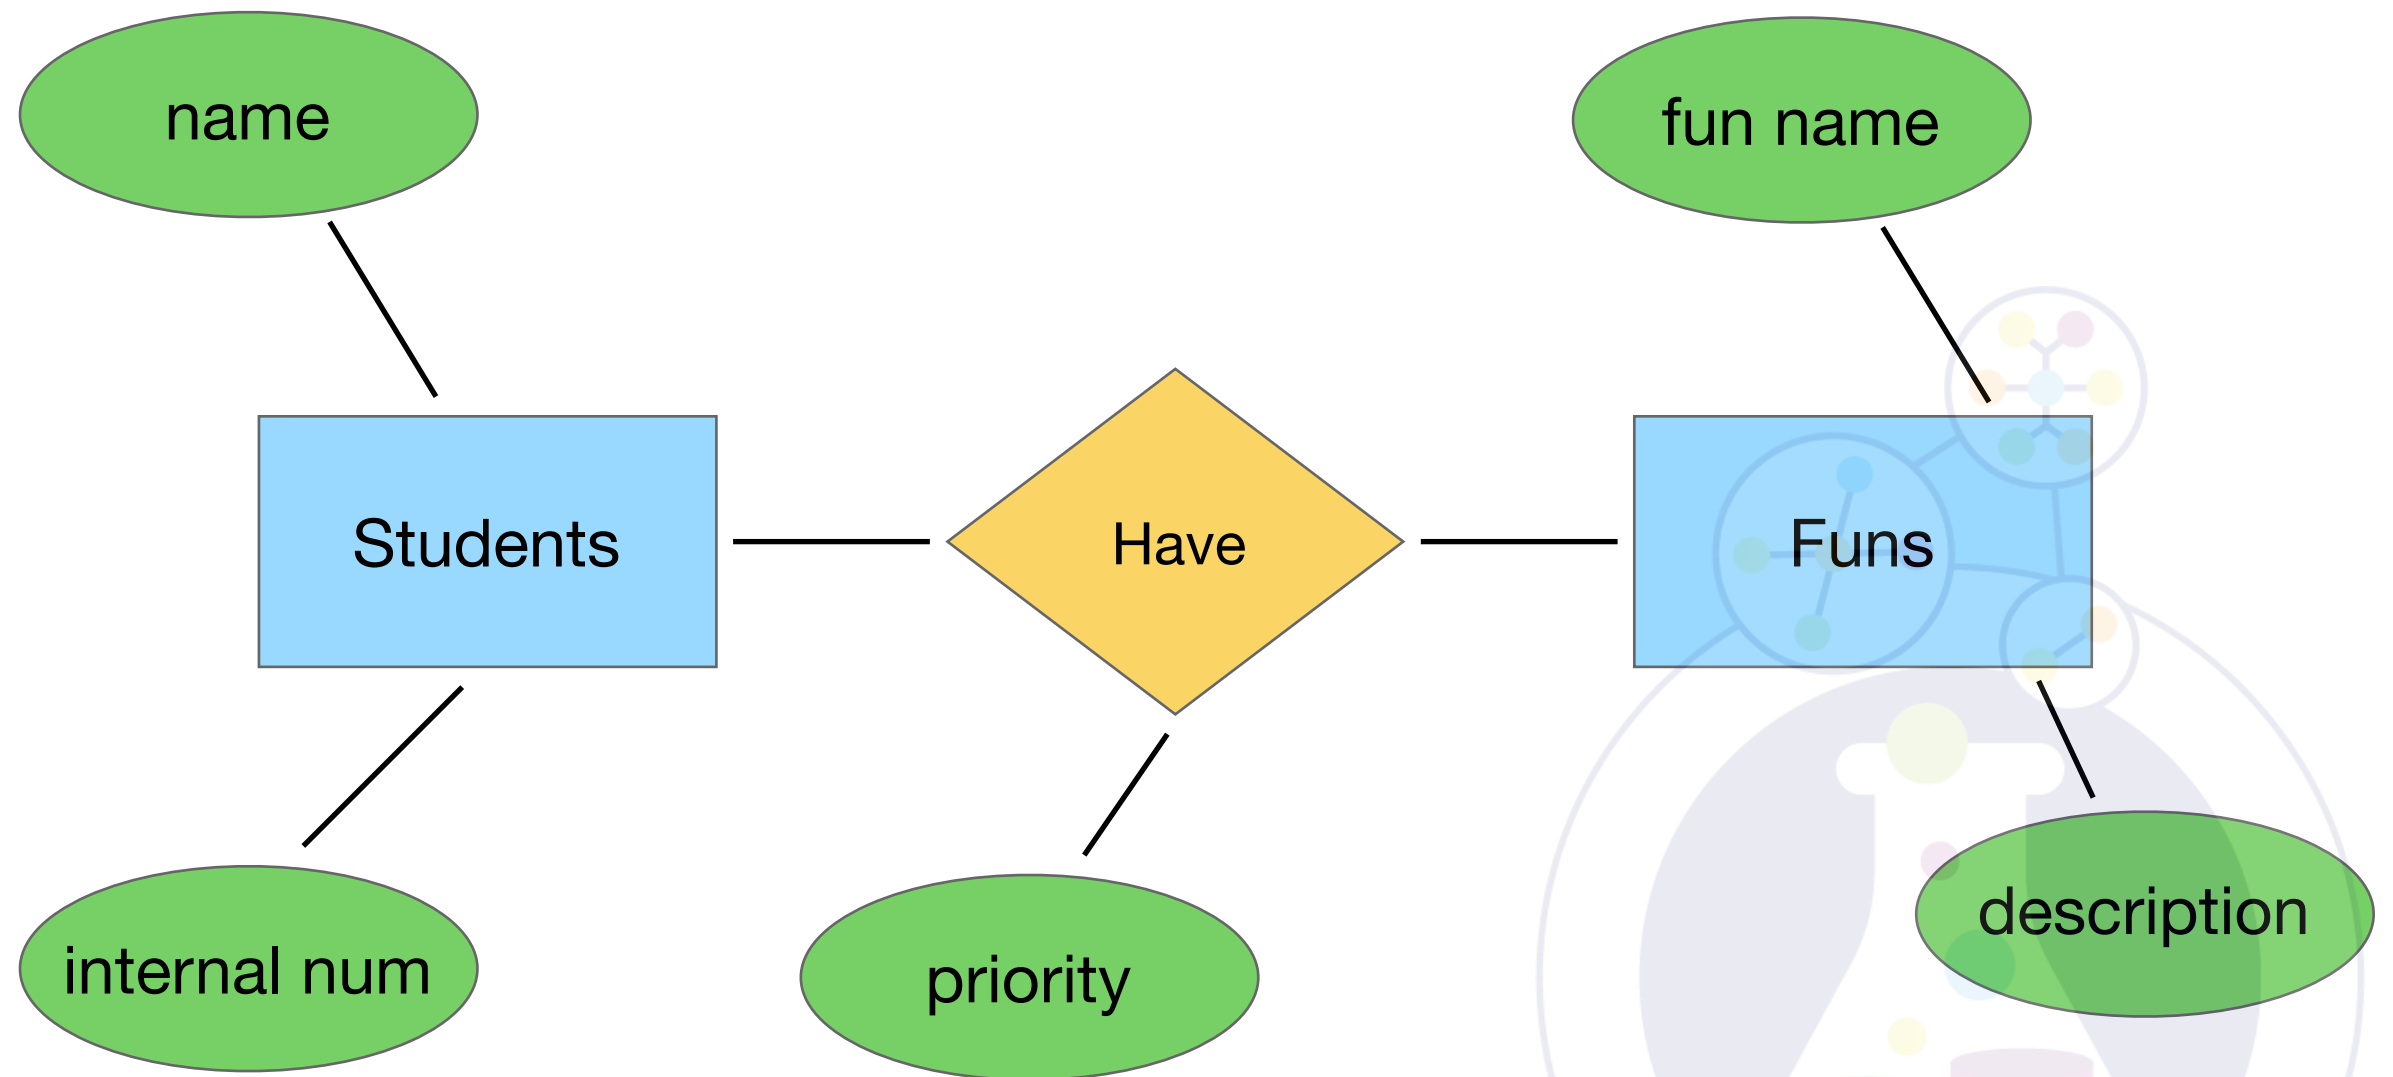 name
fun name
Students
Have
Funs
internal num
priority
description